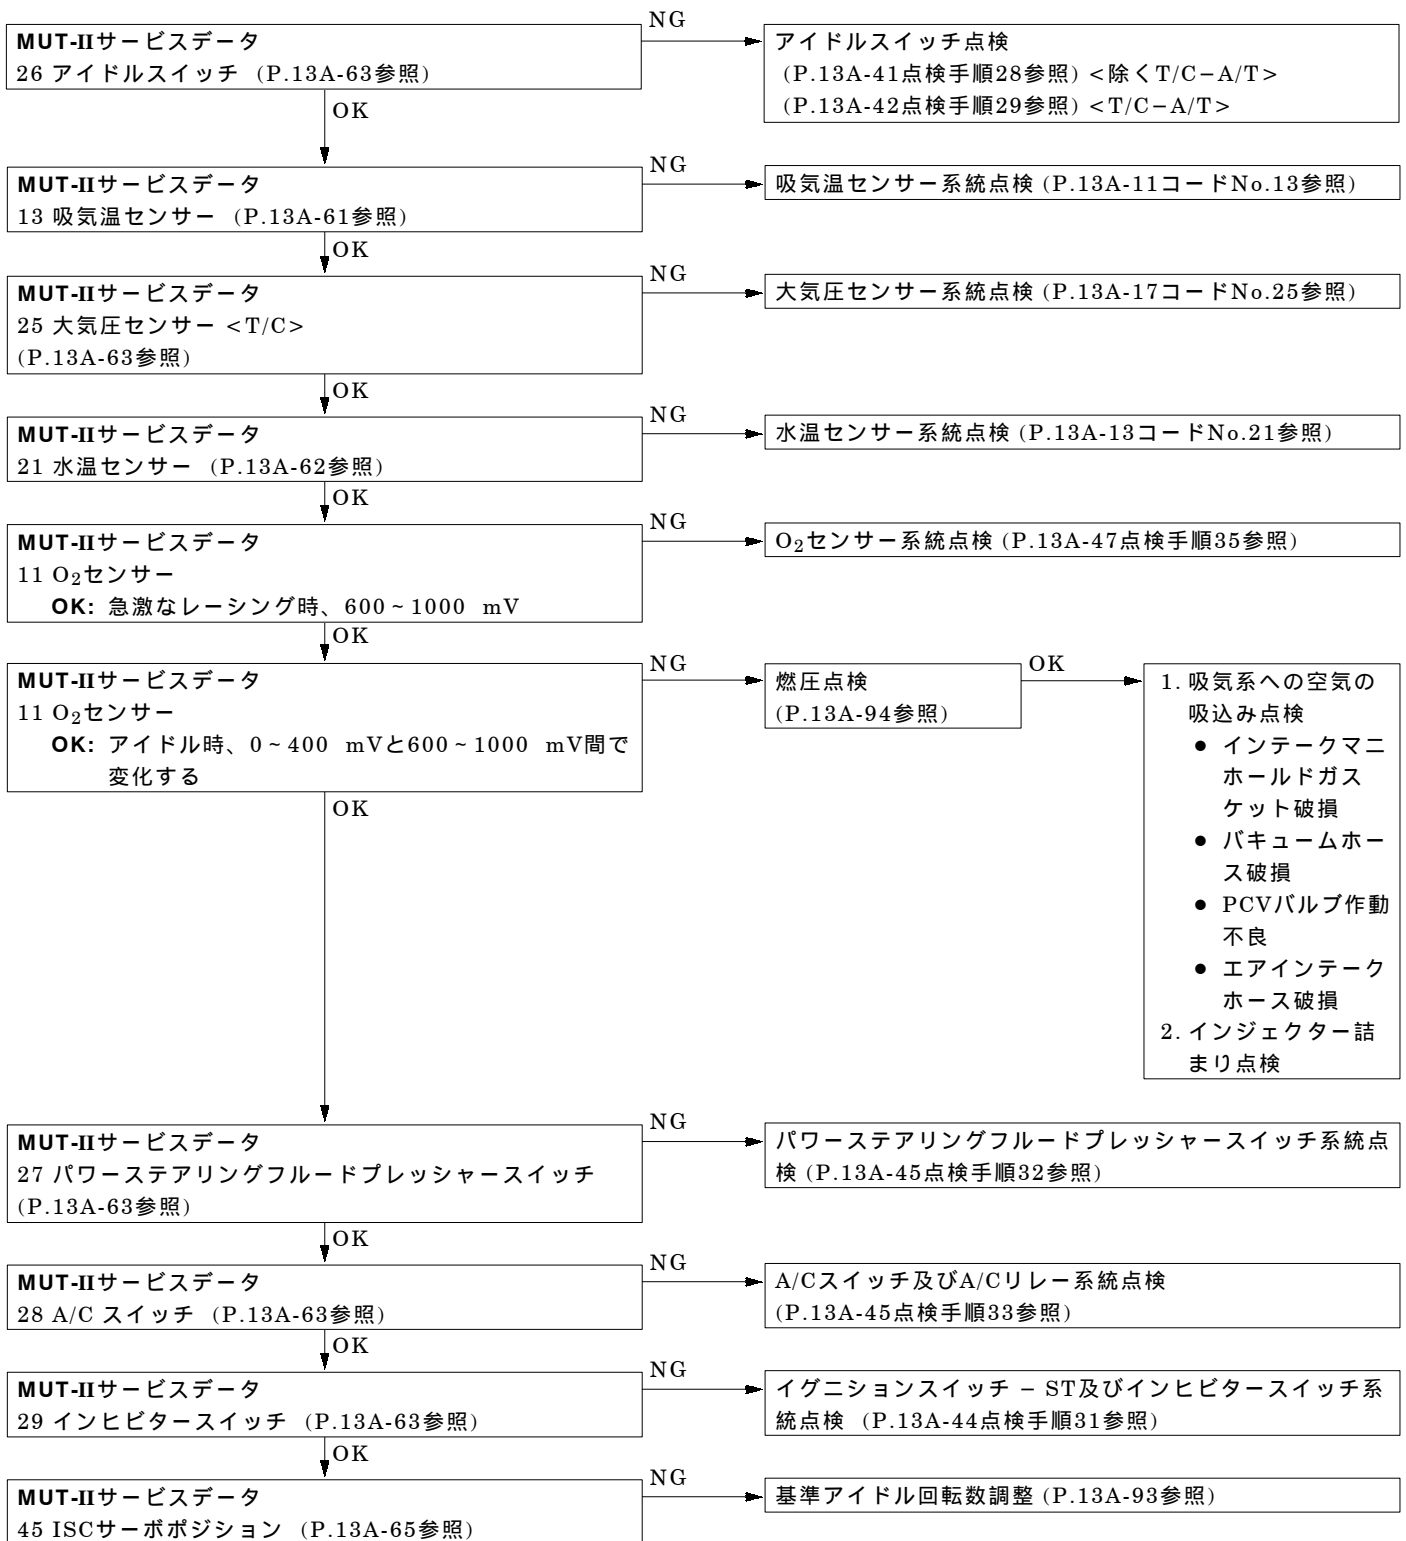 NG
MUT-IIサービスデータ
26 アイドルスイッチ (P.13A-63参照)
アイドルスイッチ点検
(P.13A-41点検手順28参照) <除くT/C−A/T>
(P.13A-42点検手順29参照) <T/C−A/T>
OK
NG
MUT-IIサービスデータ
13 吸気温センサー (P.13A-61参照)
吸気温センサー系統点検 (P.13A-11コードNo.13参照)
OK
NG
MUT-IIサービスデータ
25 大気圧センサー <T/C>
(P.13A-63参照)
大気圧センサー系統点検 (P.13A-17コードNo.25参照)
OK
NG
MUT-IIサービスデータ
21 水温センサー (P.13A-62参照)
水温センサー系統点検 (P.13A-13コードNo.21参照)
OK
NG
MUT-IIサービスデータ
11 O₂センサー
OK: 急激なレーシング時、600~1000 mV
O₂センサー系統点検 (P.13A-47点検手順35参照)
OK
NG
MUT-IIサービスデータ
11 O₂センサー
OK: アイドル時、0~400 mVと600~1000 mV間で
変化する
燃圧点検
(P.13A-94参照)
OK
1. 吸気系への空気の
吸込み点検
● インテークマニ
ホールドガス
ケット破損
● バキュームホー
ス破損
● PCVバルブ作動
不良
● エアインテーク
ホース破損
2. インジェクター詰
まり点検
OK
NG
MUT-IIサービスデータ
27 パワーステアリングフルードプレッシャースイッチ
(P.13A-63参照)
パワーステアリングフルードプレッシャースイッチ系統点
検 (P.13A-45点検手順32参照)
OK
NG
MUT-IIサービスデータ
28 A/C スイッチ (P.13A-63参照)
A/Cスイッチ及びA/Cリレー系統点検
(P.13A-45点検手順33参照)
OK
NG
MUT-IIサービスデータ
29 インヒビタースイッチ (P.13A-63参照)
イグニションスイッチ − ST及びインヒビタースイッチ系
統点検 (P.13A-44点検手順31参照)
OK
NG
MUT-IIサービスデータ
45 ISCサーボポジション (P.13A-65参照)
基準アイドル回転数調整 (P.13A-93参照)